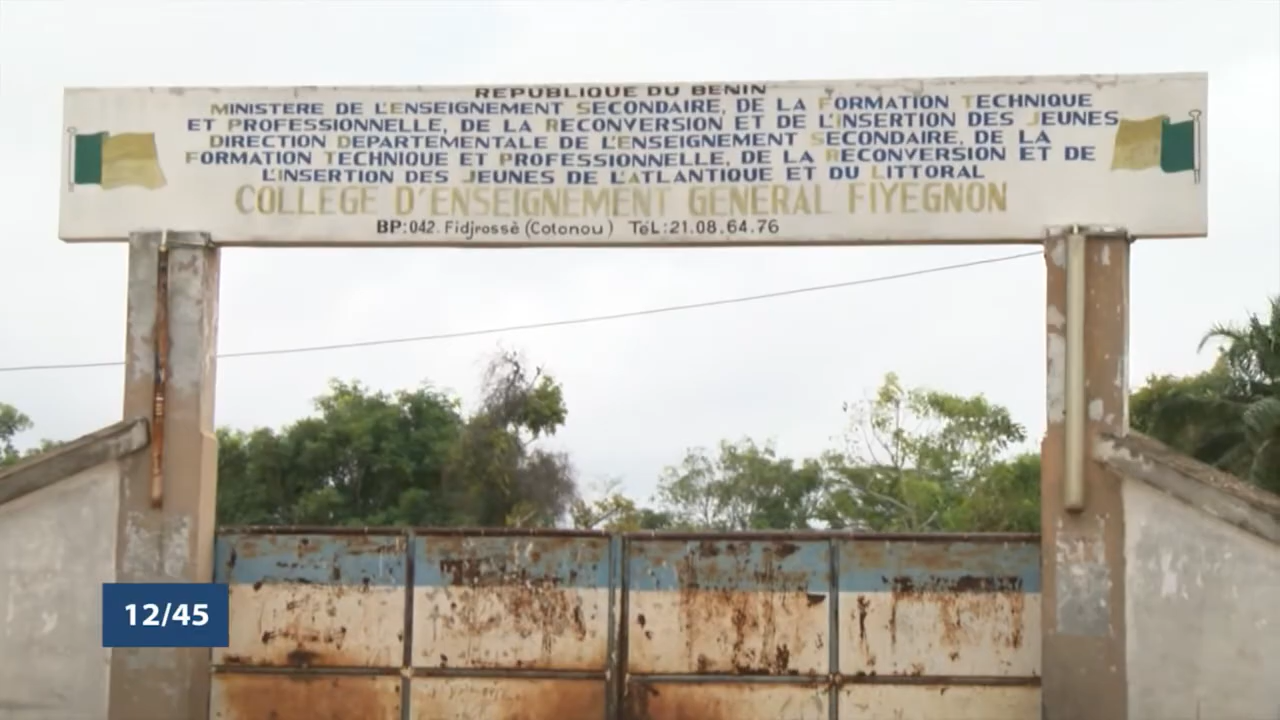 REPUBLIQUE DU BENIN
MINISTERE DE L'ENSEIGNEMENT SECONDAIRE, DE LA FORMATION TECHNIQUE
ET PROFESSIONNELLE, DE LA RECONVERSION ET DE L'INSERTION DES JEUNES
DIRECTION DEPARTEMENTALE DE L'ENSEIGNEMENT SECONDAIRE, DE LA
FORMATION TECHNIQUE ET PROFESSIONNELLE, DE LA RECONVERSION ET DE
L'INSERTION DES JEUNES DE L'ATLANTIQUE ET DU LITTORAL
COLLEGE D'ENSEIGNEMENT GENERAL FIYEGNON
BP:042. Fidjrossè (Cotonou) TéL:21.08.64.76
12/45